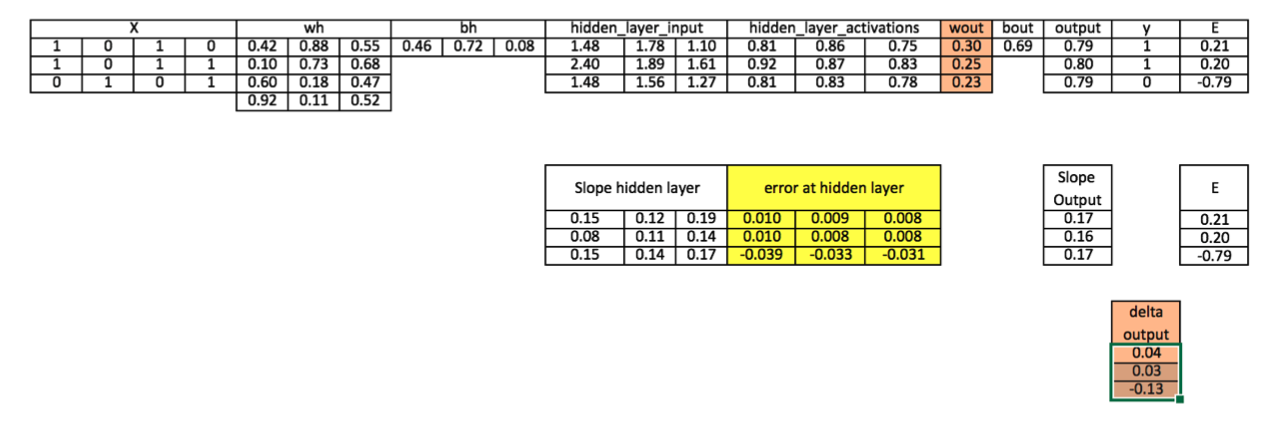 X wh bh hidden_layer_input hidden_layer_activations wout bout output y E
1 0 1 0 0.42 0.88 0.55 0.46 0.72 0.08 1.48 1.78 1.10 0.81 0.86 0.75 0.30 0.69 0.79 1 0.21
1 0 1 1 0.10 0.73 0.68 2.40 1.89 1.61 0.92 0.87 0.83 0.25 0.80 1 0.20
0 1 0 1 0.60 0.18 0.47 1.48 1.56 1.27 0.81 0.83 0.78 0.23 0.79 0 -0.79
0.92 0.11 0.52
Slope hidden layer error at hidden layer Slope Output E
0.15 0.12 0.19 0.010 0.009 0.008 0.17 0.21
0.08 0.11 0.14 0.010 0.008 0.008 0.16 0.20
0.15 0.14 0.17 -0.039 -0.033 -0.031 0.17 -0.79
delta
output
0.04
0.03
-0.13